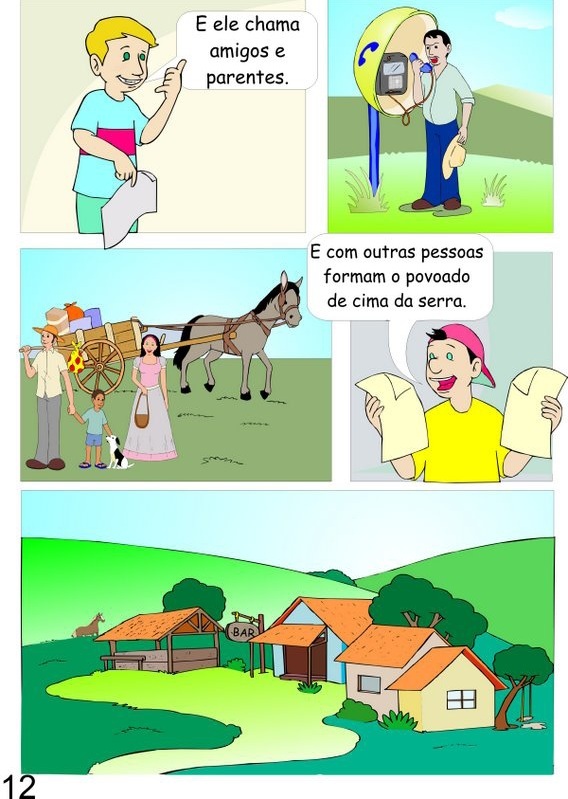 E ele chama
amigos e
parentes.
E com outras pessoas
formam o povoado
de cima da serra.
BAR
12